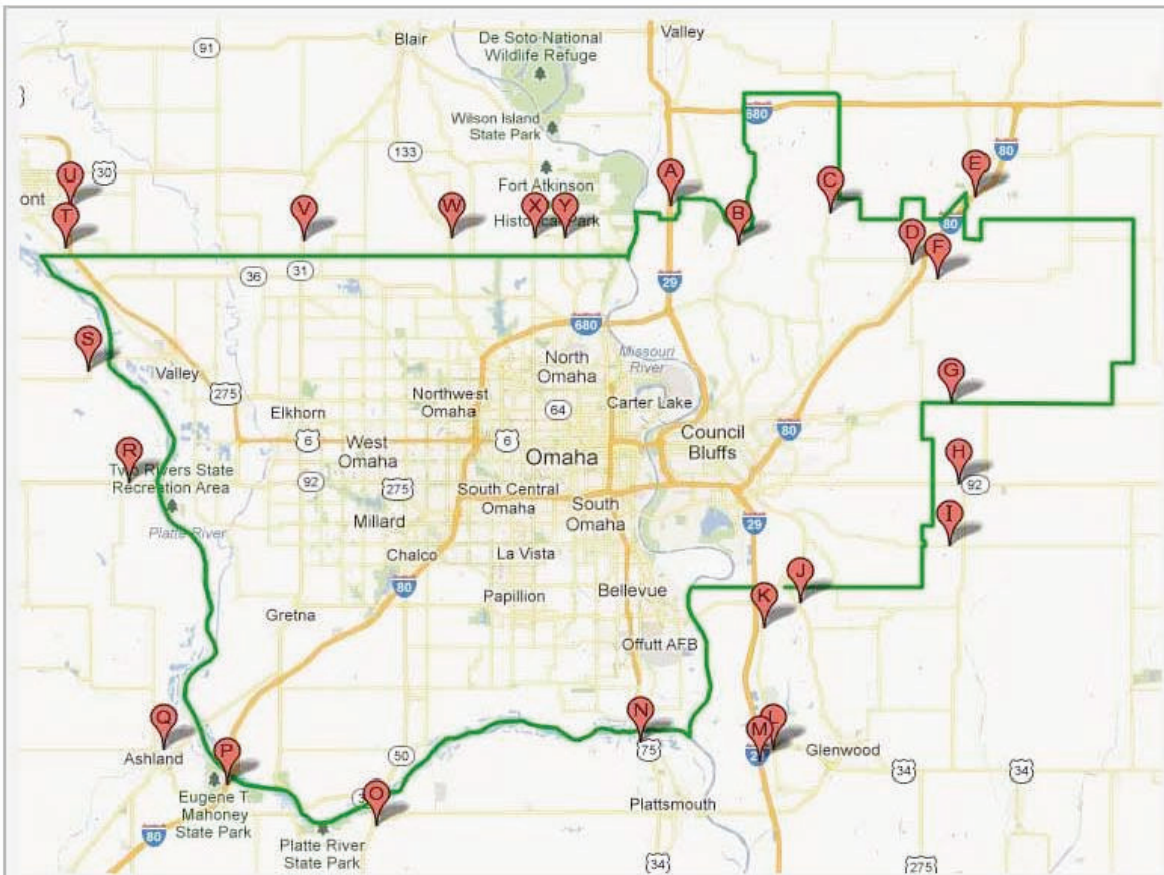 De Soto National
Wildlife Refuge
Valley
Blair
91
680
Wilson Island
State Park
133
80
E
A
U
30
Fort Atkinson
C
ont
V
W
X
Y
Historical Park
T
B
80
D
F
36
31
29
680
S
Missouri
River
North
Omaha
Valley
G
275
Northwest
Omaha
64
Carter Lake
Elkhorn
6
6
West
Omaha
Omaha
Council
Bluffs
80
R
H
Two Rivers State
Recreation Area
92
275
South Central
Omaha
92
Millard
South
Omaha
29
I
Platte River
Chalco
La Vista
J
80
Papillion
Bellevue
K
Gretna
Offutt AFB
Q
N
L
M
Ashland
50
75
Glenwood
P
34
34
Eugene T.
Mahoney
State Park
O
Plattsmouth
80
Platte River
State Park
34
275